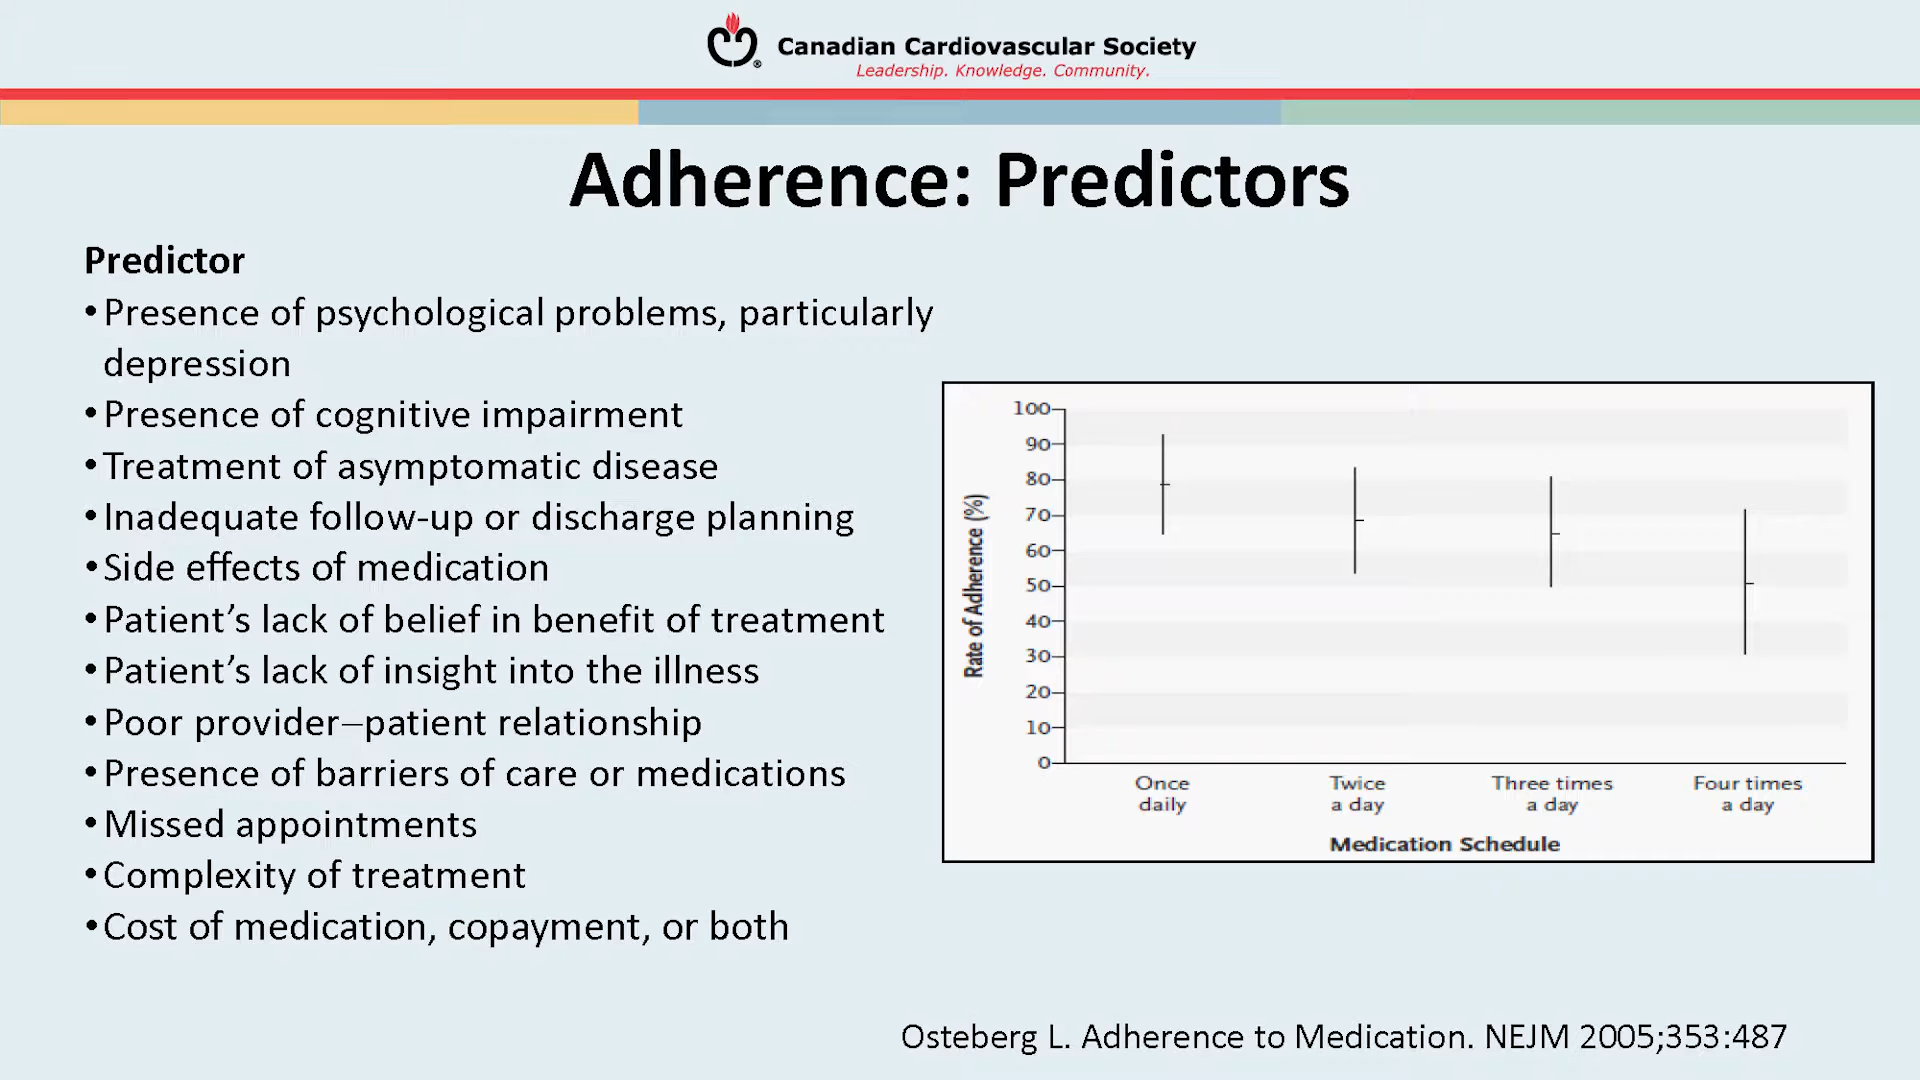 Canadian Cardiovascular Society
Leadership. Knowledge. Community.
Adherence: Predictors
Predictor
•Presence of psychological problems, particularly
depression
•Presence of cognitive impairment
•Treatment of asymptomatic disease
•Inadequate follow-up or discharge planning
•Side effects of medication
•Patient’s lack of belief in benefit of treatment
•Patient’s lack of insight into the illness
•Poor provider–patient relationship
•Presence of barriers of care or medications
•Missed appointments
•Complexity of treatment
•Cost of medication, copayment, or both
Rate of Adherence (%)
100
90
80
70
60
50
40
30
20
10
0
Once
daily
Twice
a day
Three times
a day
Four times
a day
Medication Schedule
Osteberg L. Adherence to Medication. NEJM 2005;353:487